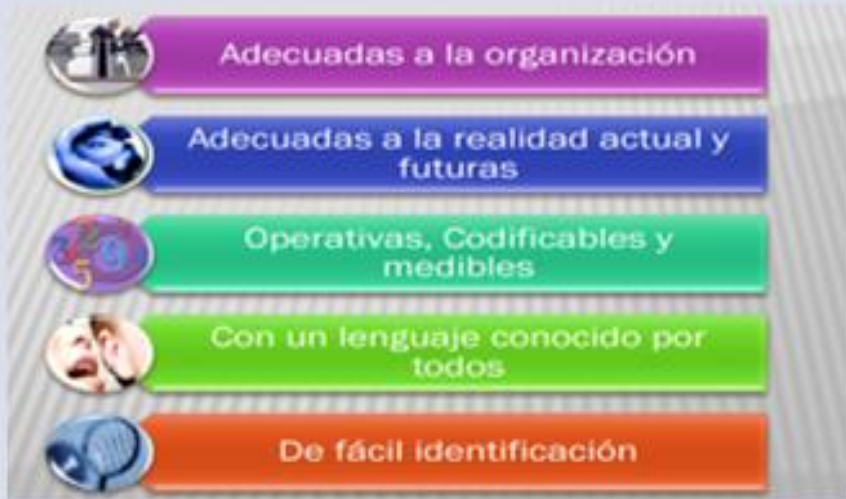 Adecuadas a la organización
Adecuadas a la realidad actual y
futuras
Operativas, Codificables y
medibles
Con un lenguaje conocido por
todos
De fácil identificación